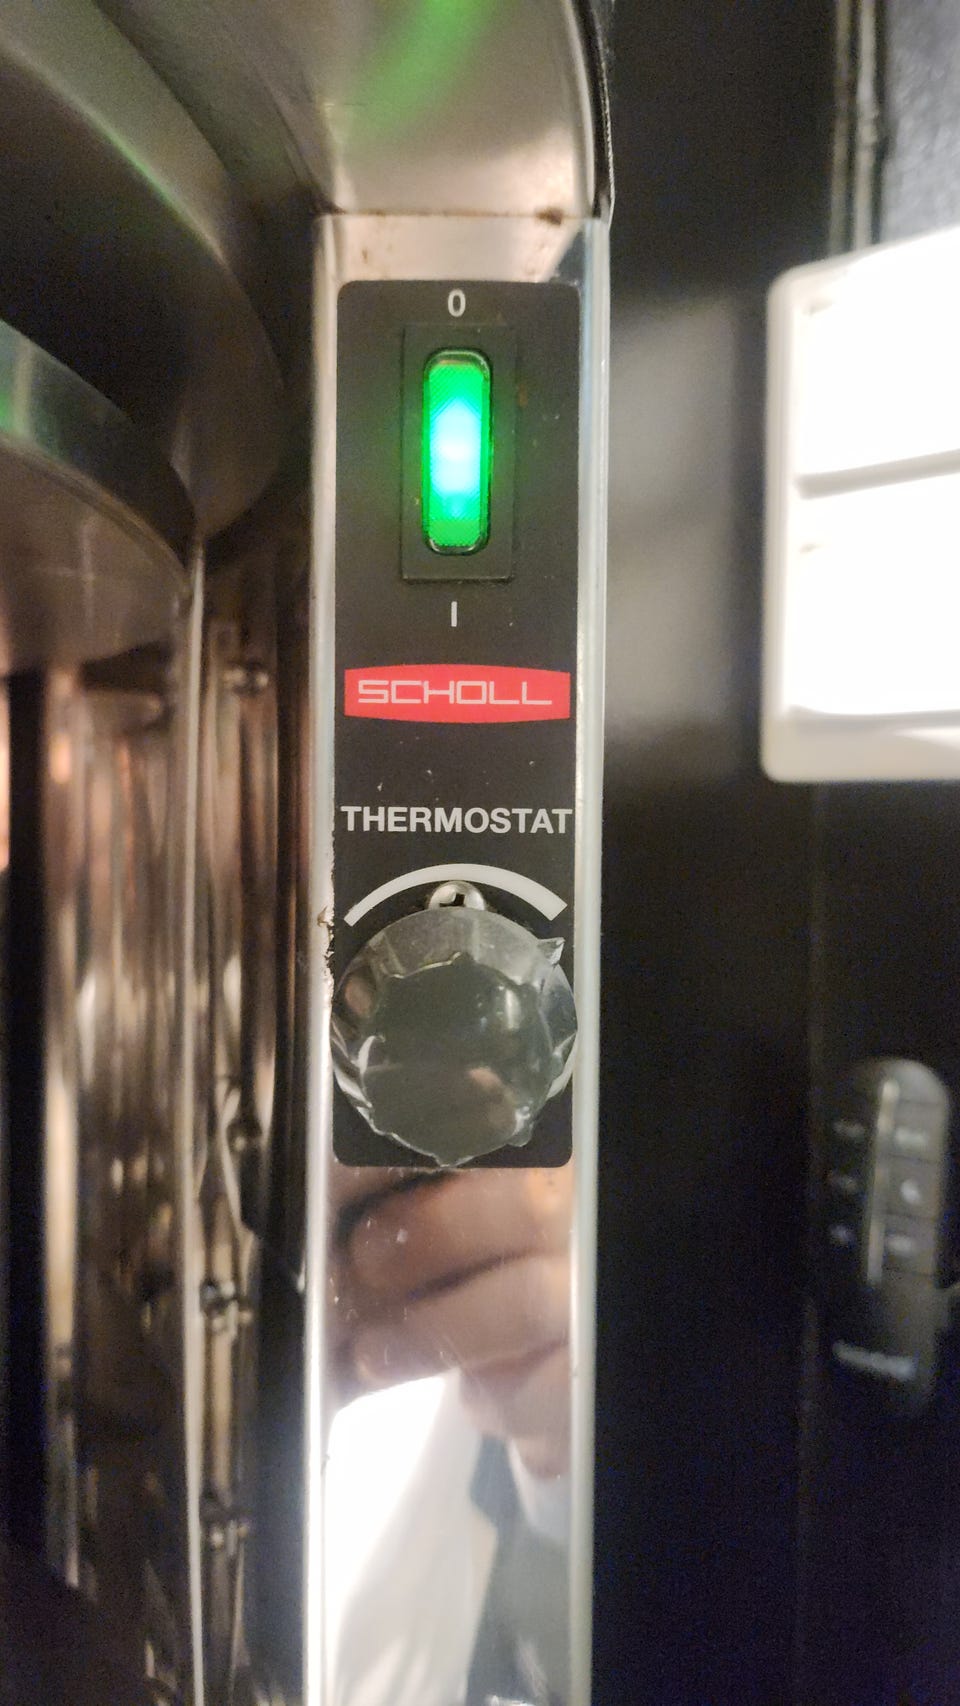 0
I
SCHOLL
THERMOSTAT